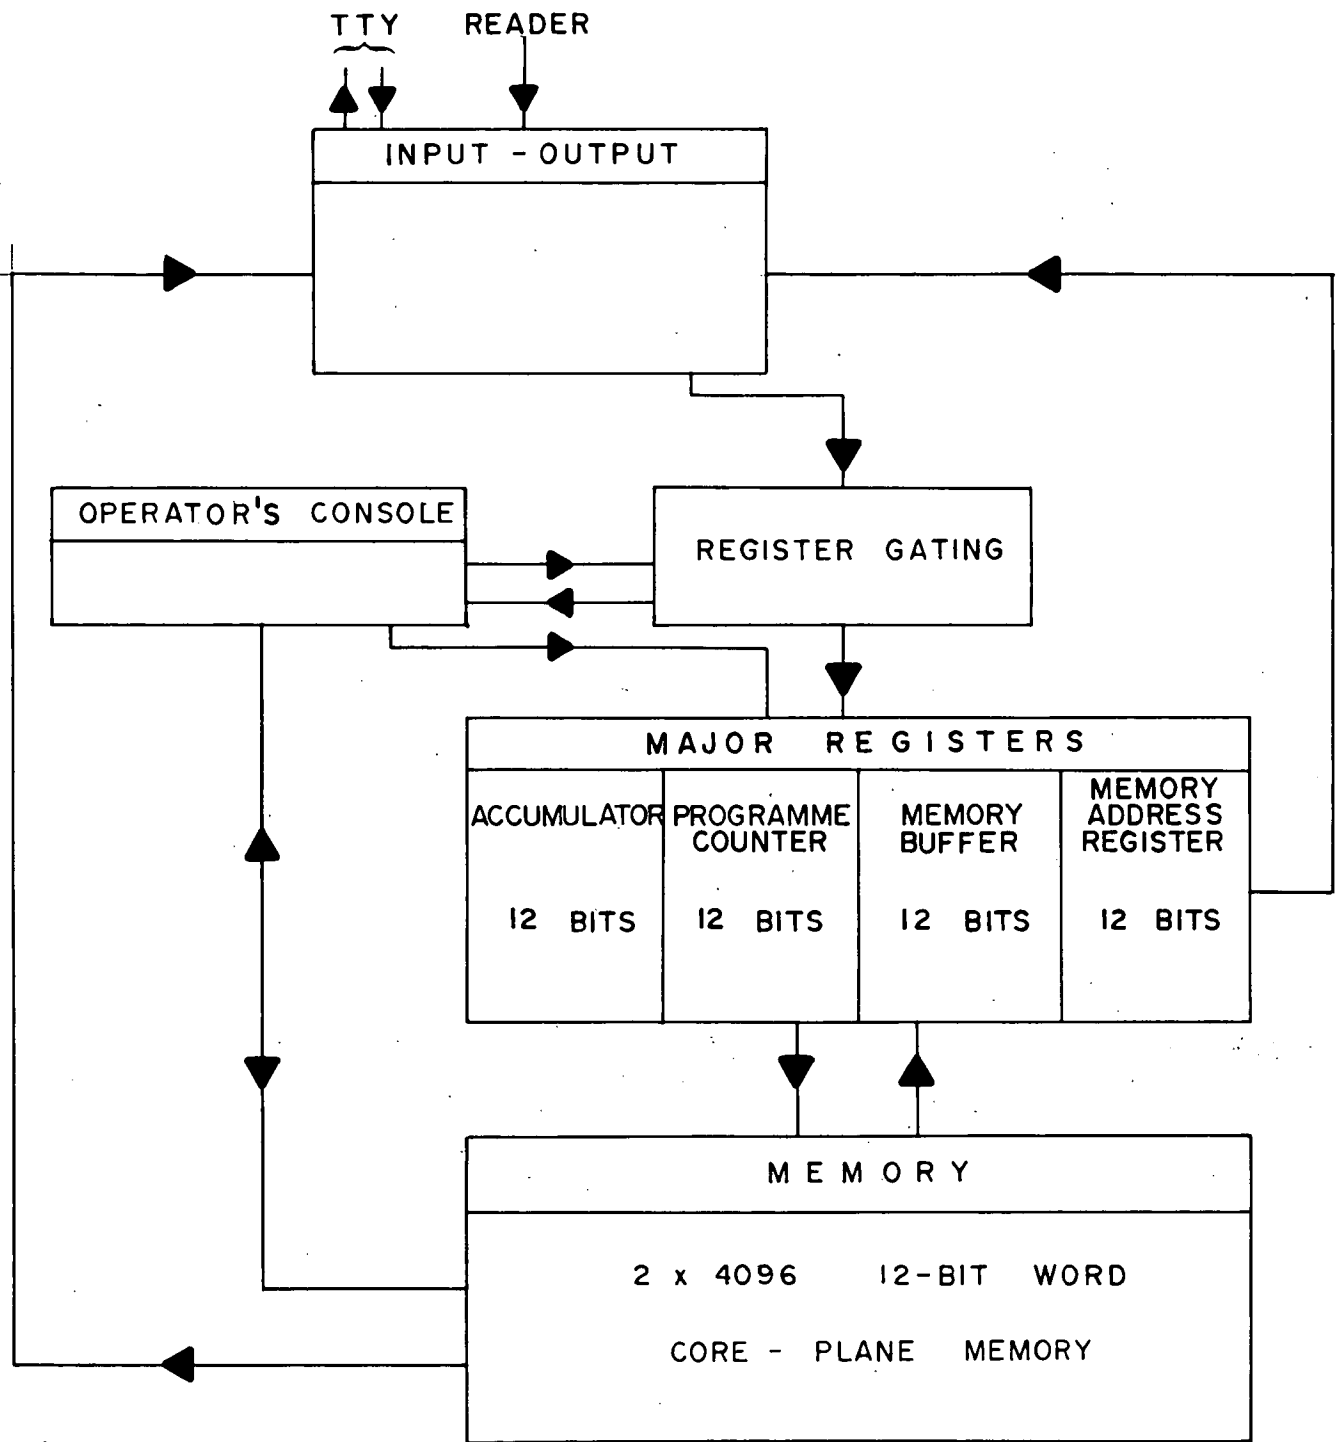 TTY READER
INPUT - OUTPUT
OPERATOR'S CONSOLE
REGISTER GATING
MAJOR REGISTERS
ACCUMULATOR
12 BITS
PROGRAMME
COUNTER
12 BITS
MEMORY
BUFFER
12 BITS
MEMORY
ADDRESS
REGISTER
12 BITS
MEMORY
2 x 4096 12-BIT WORD
CORE - PLANE MEMORY